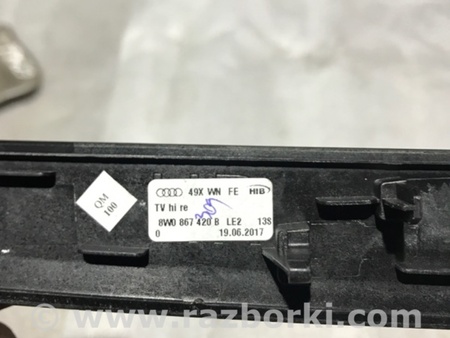 49X WN FE HIB
TV hi re
309
8W0 867 420 B LE2 13S
0 19.06.2017
QM
100
© www.razborki.com